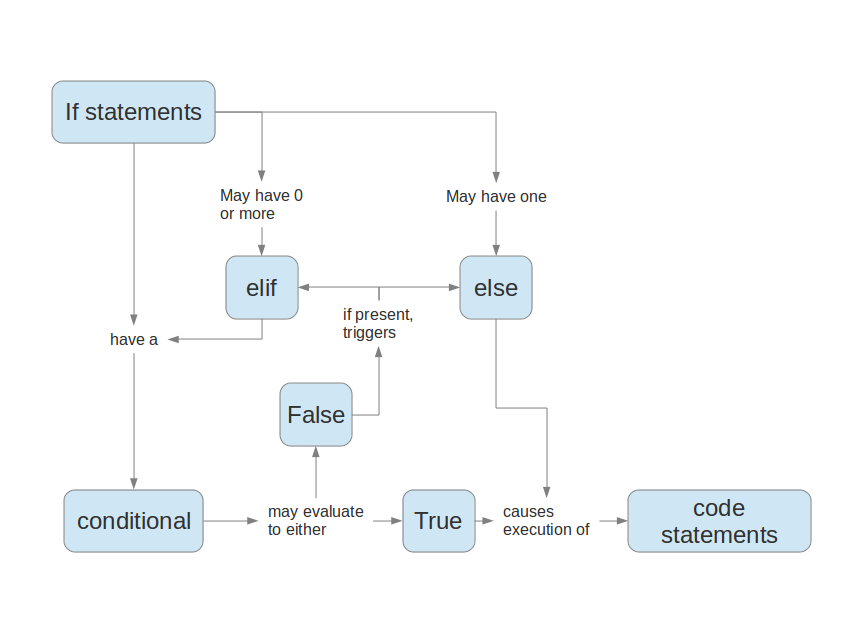 If statements
May have 0
or more
May have one
elif
else
if present,
triggers
have a
False
conditional
may evaluate
to either
True
causes
execution of
code
statements